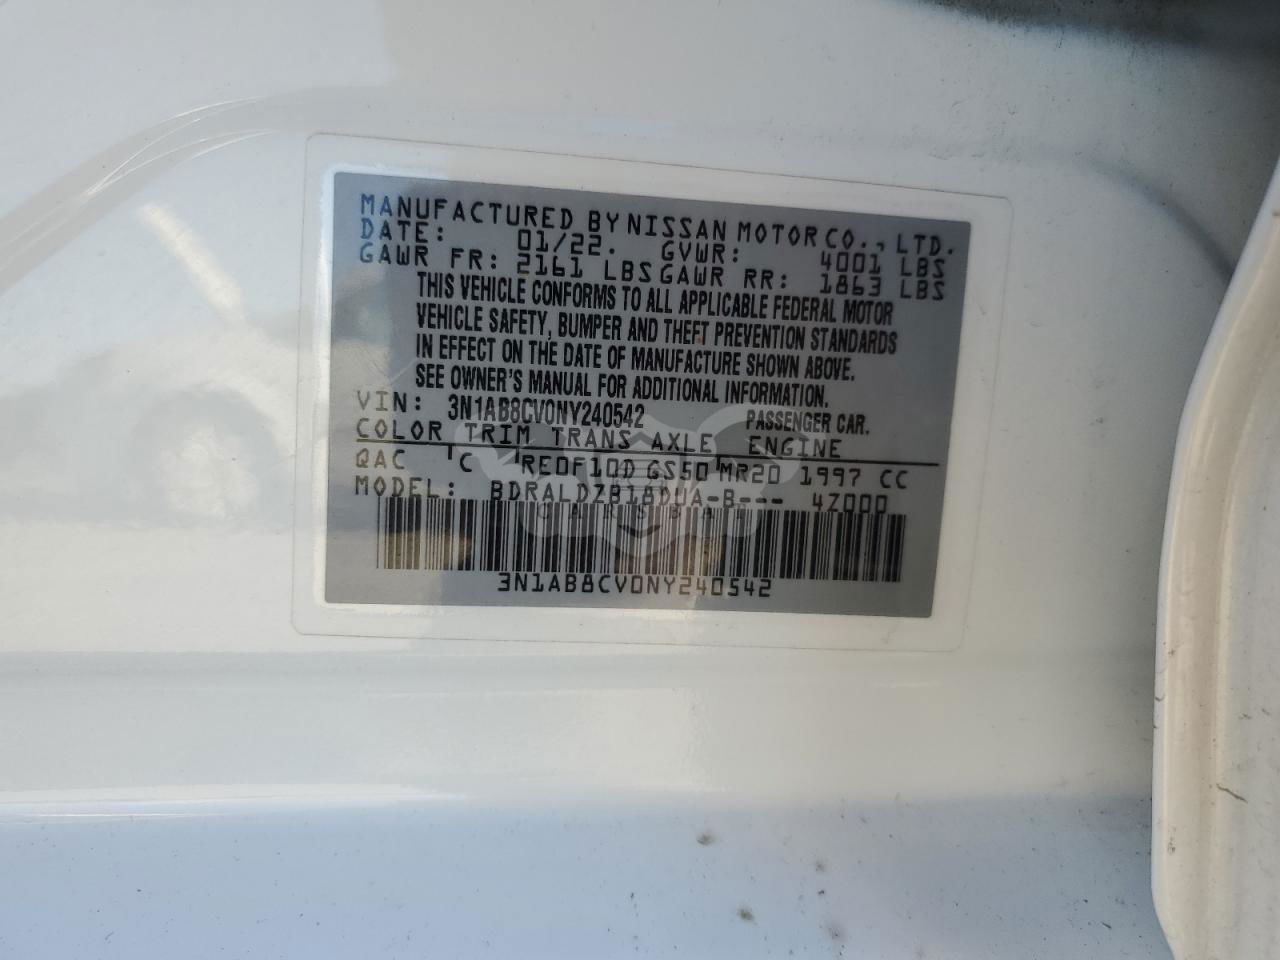 MANUFACTURED BY NISSAN MOTOR CO., LTD.
DATE: 01/22. GVWR: 4001 LBS
GAWR FR: 2161 LBS GAWR RR: 1863 LBS
THIS VEHICLE CONFORMS TO ALL APPLICABLE FEDERAL MOTOR
VEHICLE SAFETY, BUMPER AND THEFT PREVENTION STANDARDS
IN EFFECT ON THE DATE OF MANUFACTURE SHOWN ABOVE.
SEE OWNER'S MANUAL FOR ADDITIONAL INFORMATION.
VIN: 3N1AB8CV0NY240542 PASSENGER CAR.
COLOR TRIM TRANS AXLE ENGINE
QAC C RE0F10D GS50 MR20 1997 CC
MODEL: BDRALDZB18DUA-B--- 4Z000
3N1AB8CV0NY240542